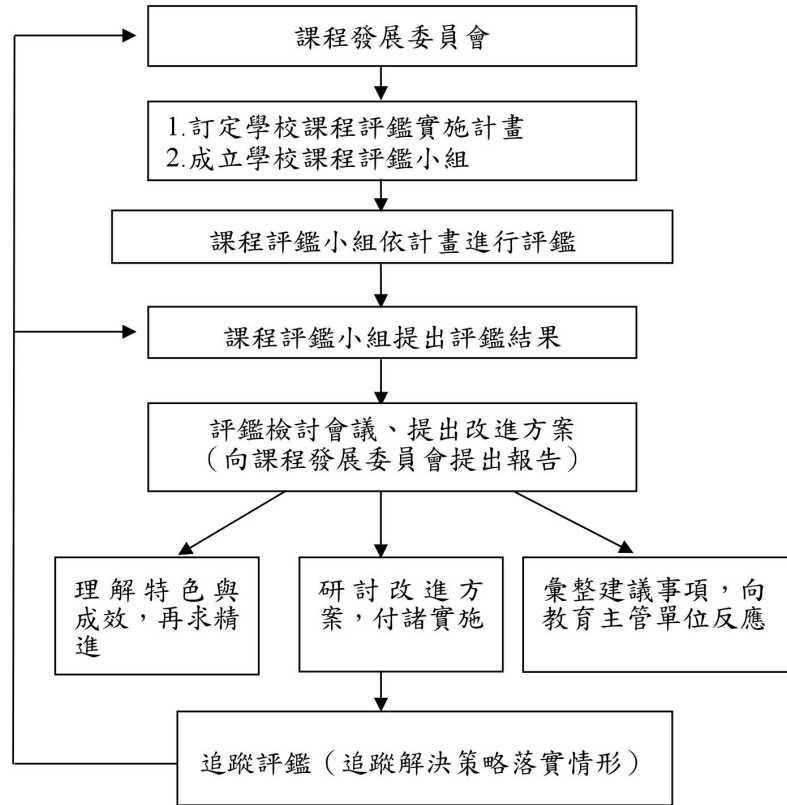 課程發展委員會
1.訂定學校課程評鑑實施計畫
2.成立學校課程評鑑小組
課程評鑑小組依計畫進行評鑑
課程評鑑小組提出評鑑結果
評鑑檢討會議、提出改進方案
（向課程發展委員會提出報告）
理解特色與
成效，再求精
進
研討改進方
案，付諸實施
彙整建議事項，向
教育主管單位反應
追蹤評鑑（追蹤解決策略落實情形）